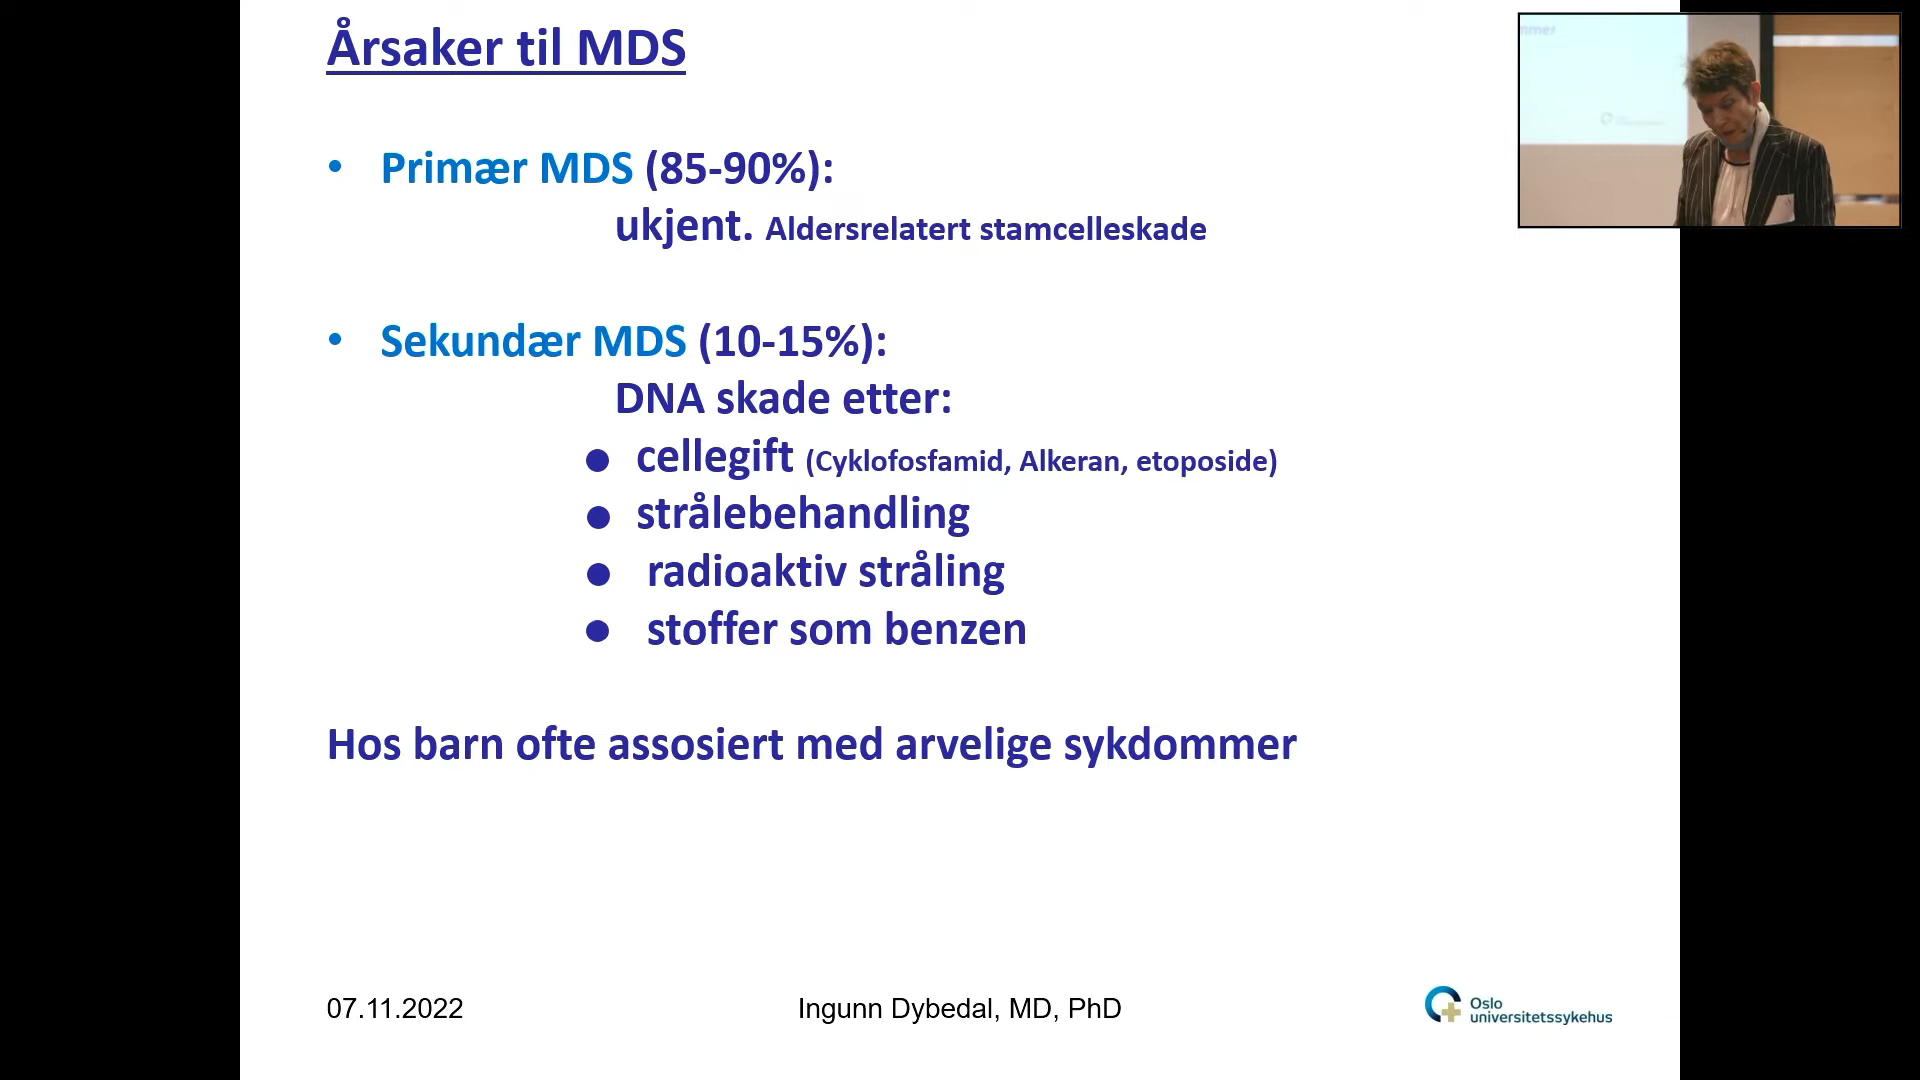 Årsaker til MDS
• Primær MDS (85-90%):
ukjent. Aldersrelatert stamcelleskade
• Sekundær MDS (10-15%):
DNA skade etter:
● cellegift (Cyklofosfamid, Alkeran, etoposide)
● strålebehandling
● radioaktiv stråling
● stoffer som benzen
Hos barn ofte assosiert med arvelige sykdommer
07.11.2022
Ingunn Dybedal, MD, PhD
Oslo
universitetssykehus